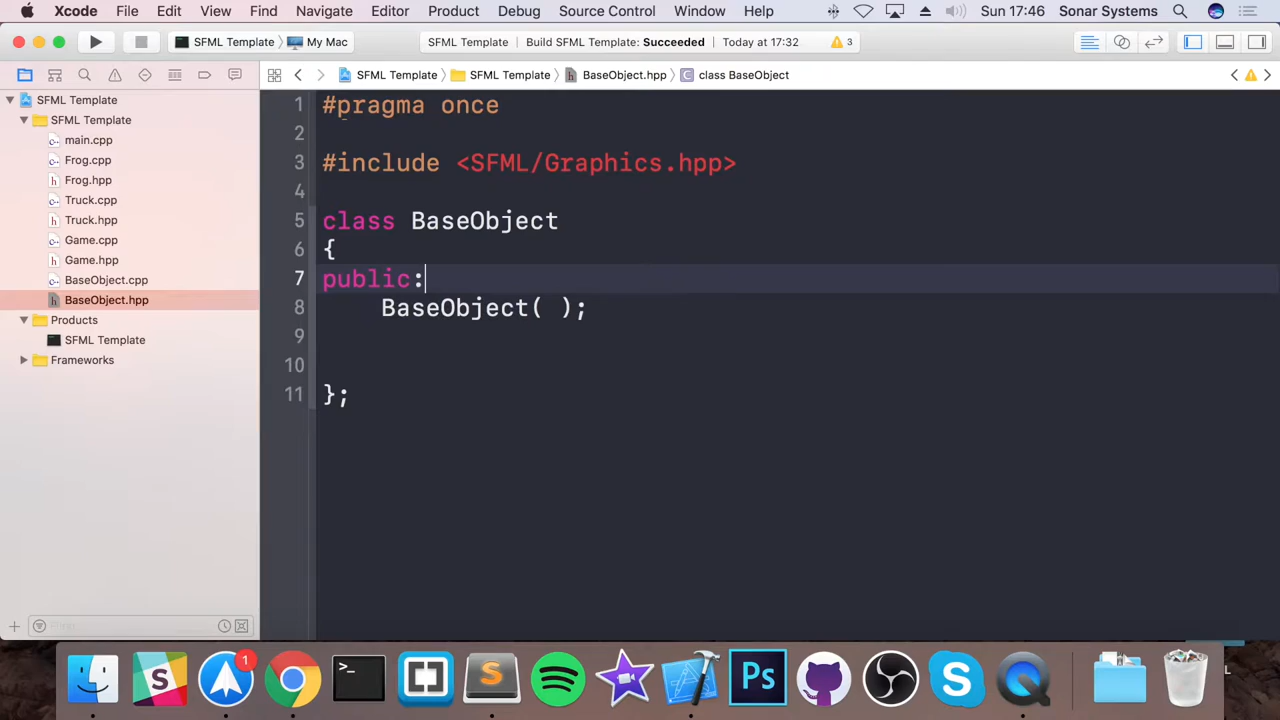 Xcode File Edit View Find Navigate Editor Product Debug Source Control Window Help Sun 17:46 Sonar Systems
SFML Template My Mac SFML Template Build SFML Template: Succeeded Today at 17:32 3
SFML Template SFML Template BaseObject.hpp C class BaseObject
SFML Template
SFML Template
main.cpp
Frog.cpp
Frog.hpp
Truck.cpp
Truck.hpp
Game.cpp
Game.hpp
BaseObject.cpp
BaseObject.hpp
Products
SFML Template
Frameworks
1 #pragma once
2
3 #include <SFML/Graphics.hpp>
4
5 class BaseObject
6 {
7 public:
8 BaseObject( );
9
10
11 };
1
Ps